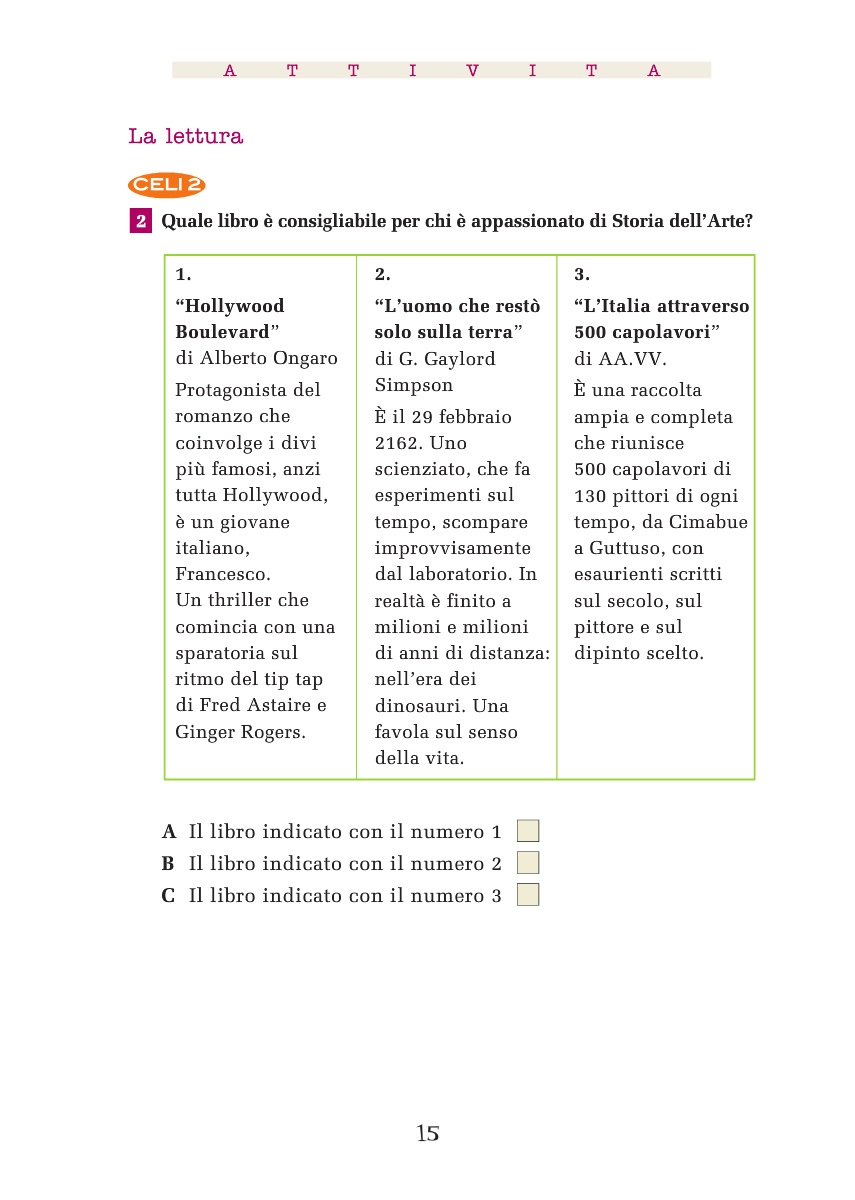 A T T I V I T A
La lettura
CELI 2
2 Quale libro è consigliabile per chi è appassionato di Storia dell'Arte?
1.
“Hollywood
Boulevard”
di Alberto Ongaro
Protagonista del
romanzo che
coinvolge i divi
più famosi, anzi
tutta Hollywood,
è un giovane
italiano,
Francesco.
Un thriller che
comincia con una
sparatoria sul
ritmo del tip tap
di Fred Astaire e
Ginger Rogers.
2.
“L'uomo che restò
solo sulla terra”
di G. Gaylord
Simpson
È il 29 febbraio
2162. Uno
scienziato, che fa
esperimenti sul
tempo, scompare
improvvisamente
dal laboratorio. In
realtà è finito a
milioni e milioni
di anni di distanza:
nell'era dei
dinosauri. Una
favola sul senso
della vita.
3.
“L'Italia attraverso
500 capolavori”
di AA.VV.
È una raccolta
ampia e completa
che riunisce
500 capolavori di
130 pittori di ogni
tempo, da Cimabue
a Guttuso, con
esaurienti scritti
sul secolo, sul
pittore e sul
dipinto scelto.
A Il libro indicato con il numero 1
B Il libro indicato con il numero 2
C Il libro indicato con il numero 3
15